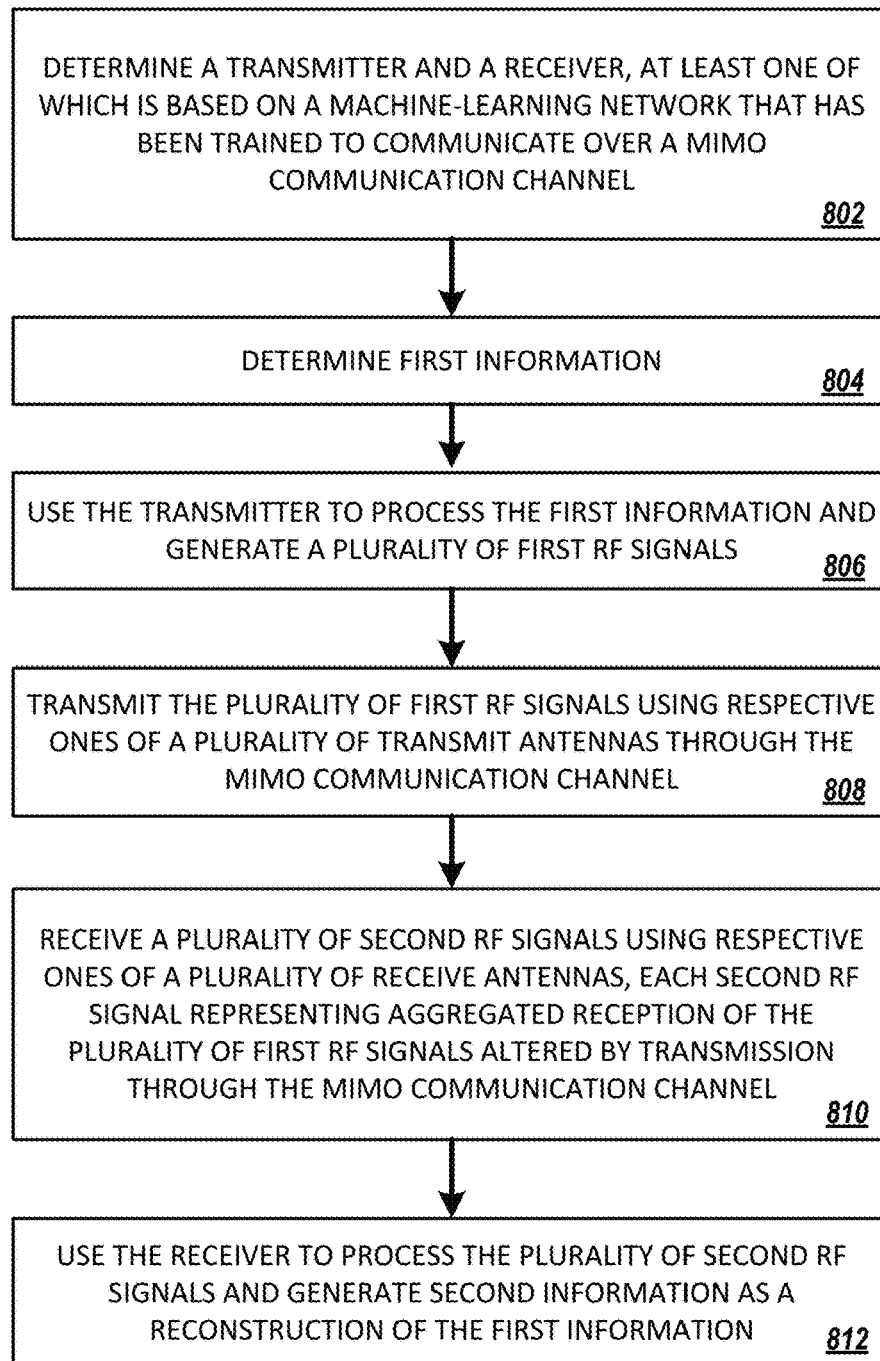 DETERMINE A TRANSMITTER AND A RECEIVER, AT LEAST ONE OF
WHICH IS BASED ON A MACHINE-LEARNING NETWORK THAT HAS
BEEN TRAINED TO COMMUNICATE OVER A MIMO
COMMUNICATION CHANNEL
802
DETERMINE FIRST INFORMATION
804
USE THE TRANSMITTER TO PROCESS THE FIRST INFORMATION AND
GENERATE A PLURALITY OF FIRST RF SIGNALS
806
TRANSMIT THE PLURALITY OF FIRST RF SIGNALS USING RESPECTIVE
ONES OF A PLURALITY OF TRANSMIT ANTENNAS THROUGH THE
MIMO COMMUNICATION CHANNEL
808
RECEIVE A PLURALITY OF SECOND RF SIGNALS USING RESPECTIVE
ONES OF A PLURALITY OF RECEIVE ANTENNAS, EACH SECOND RF
SIGNAL REPRESENTING AGGREGATED RECEPTION OF THE
PLURALITY OF FIRST RF SIGNALS ALTERED BY TRANSMISSION
THROUGH THE MIMO COMMUNICATION CHANNEL
810
USE THE RECEIVER TO PROCESS THE PLURALITY OF SECOND RF
SIGNALS AND GENERATE SECOND INFORMATION AS A
RECONSTRUCTION OF THE FIRST INFORMATION
812